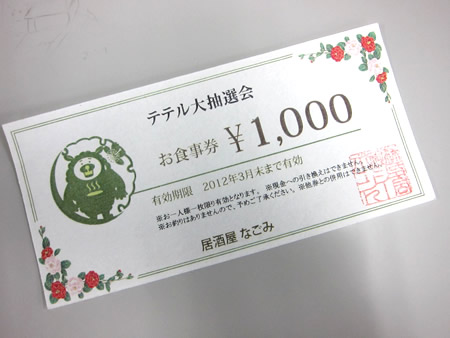 テテル大抽選会
お食事券 ¥1,000
有効期限 2012年3月末まで有効
※お一人様一枚限り有効となります。 ※現金への引き換えはできません。
※お釣りはありませんので、予めご了承ください。 ※他券との併用はできません。
居酒屋 なごみ